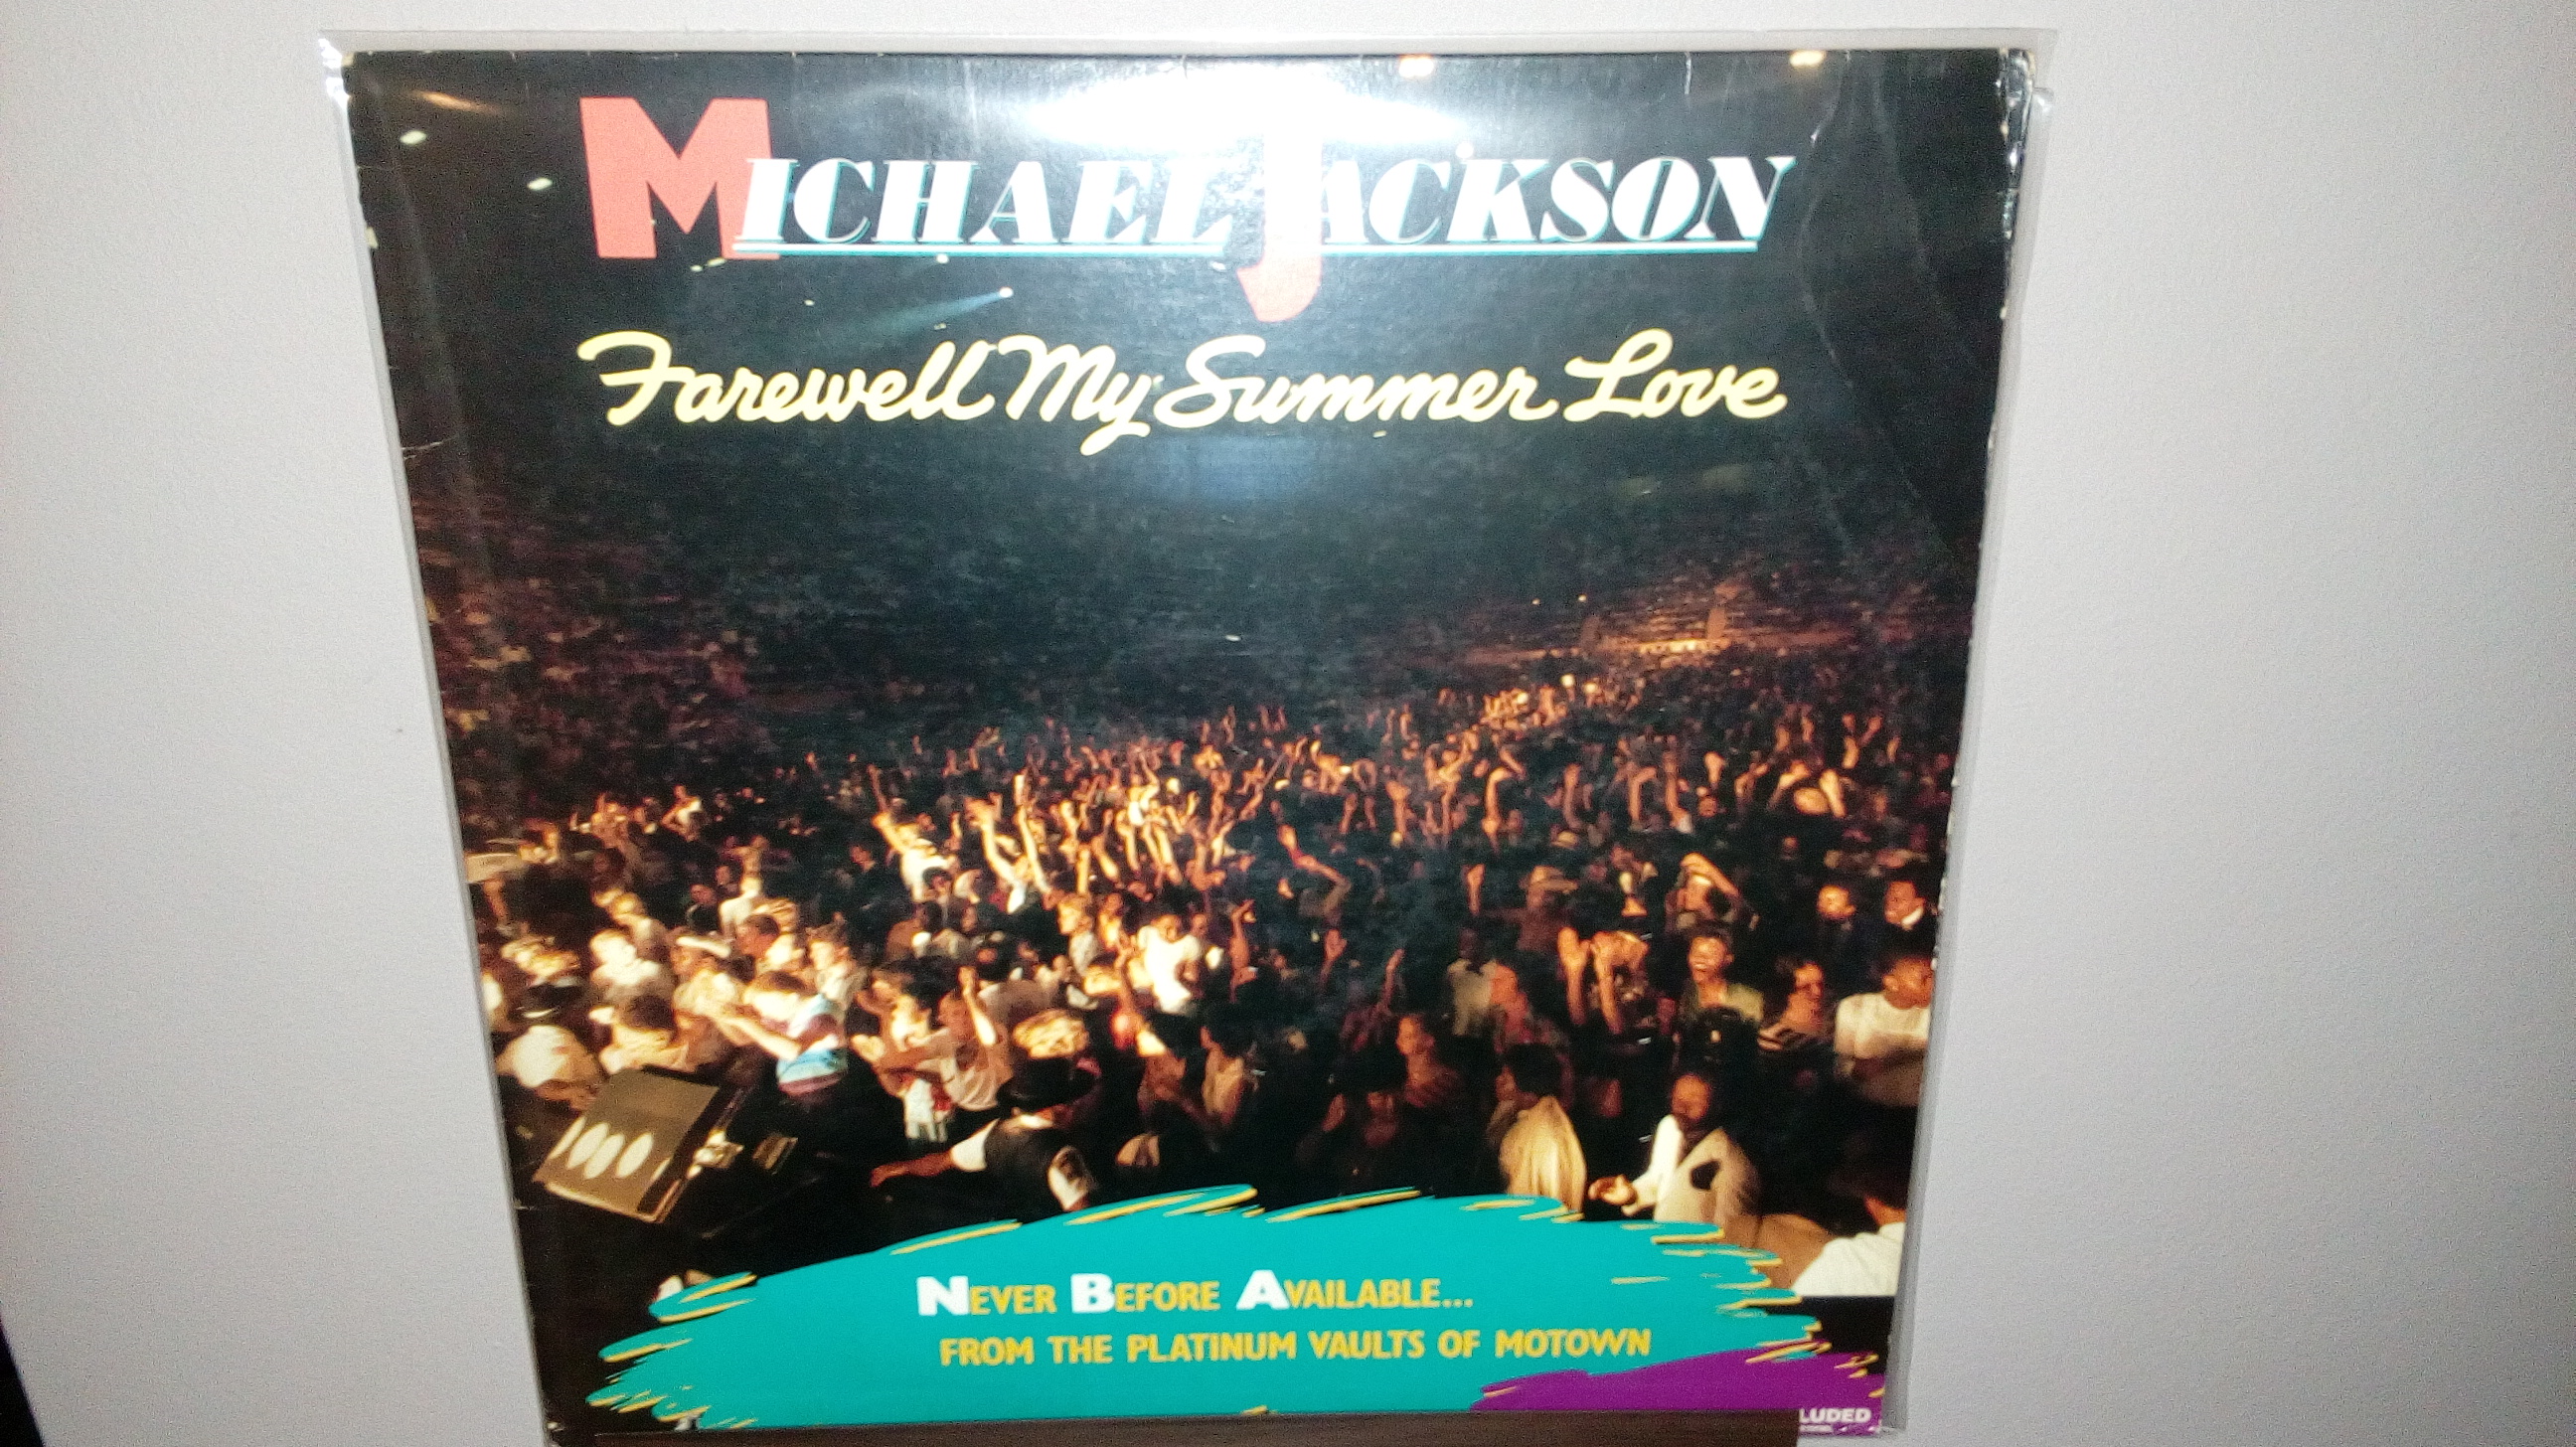 MICHAEL JACKSON
Farewell My Summer Love
NEVER BEFORE AVAILABLE...
FROM THE PLATINUM VAULTS OF MOTOWN